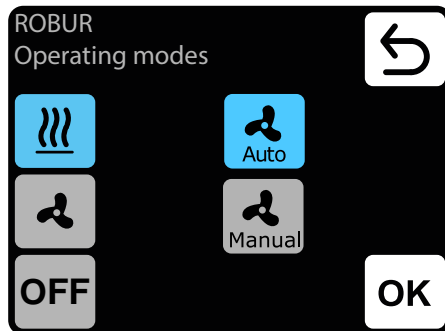 ROBUR
Operating modes
Auto
Manual
OFF
OK